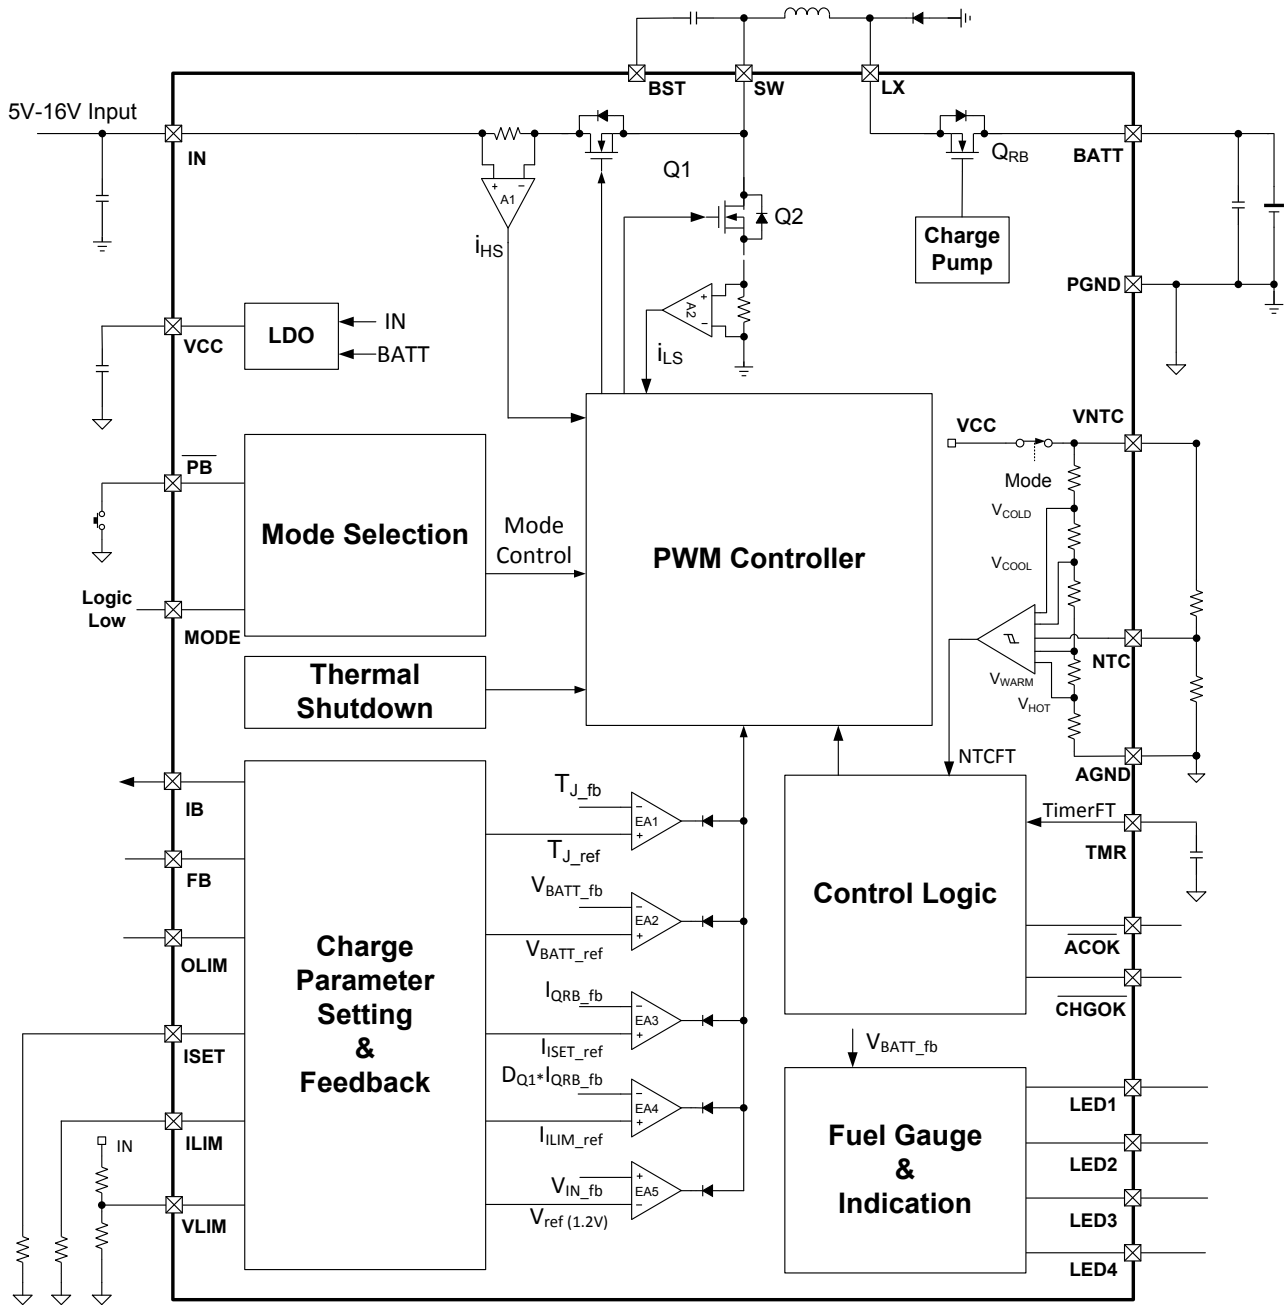 BST
SW
LX
5V-16V Input
IN
A1
+
−
iHS
Q1
Q2
QRB
BATT
Charge
Pump
PGND
A2
+
−
iLS
VCC
LDO
IN
BATT
PB
Mode Selection
Mode
Control
PWM Controller
Logic
Low
MODE
Thermal
Shutdown
VCC
VNTC
Mode
VCOLD
VCOOL
VWARM
VHOT
NTC
NTCFT
AGND
TimerFT
TMR
Control Logic
ACOK
CHGOK
IB
FB
OLIM
ISET
ILIM
IN
VLIM
Charge
Parameter
Setting
&
Feedback
TJ_fb
−
EA1
+
TJ_ref
VBATT_fb
−
EA2
+
VBATT_ref
IQRB_fb
−
EA3
+
IISET_ref
DQ1*IQRB_fb
−
EA4
+
IILIM_ref
VIN_fb
+
EA5
−
Vref (1.2V)
VBATT_fb
Fuel Gauge
&
Indication
LED1
LED2
LED3
LED4